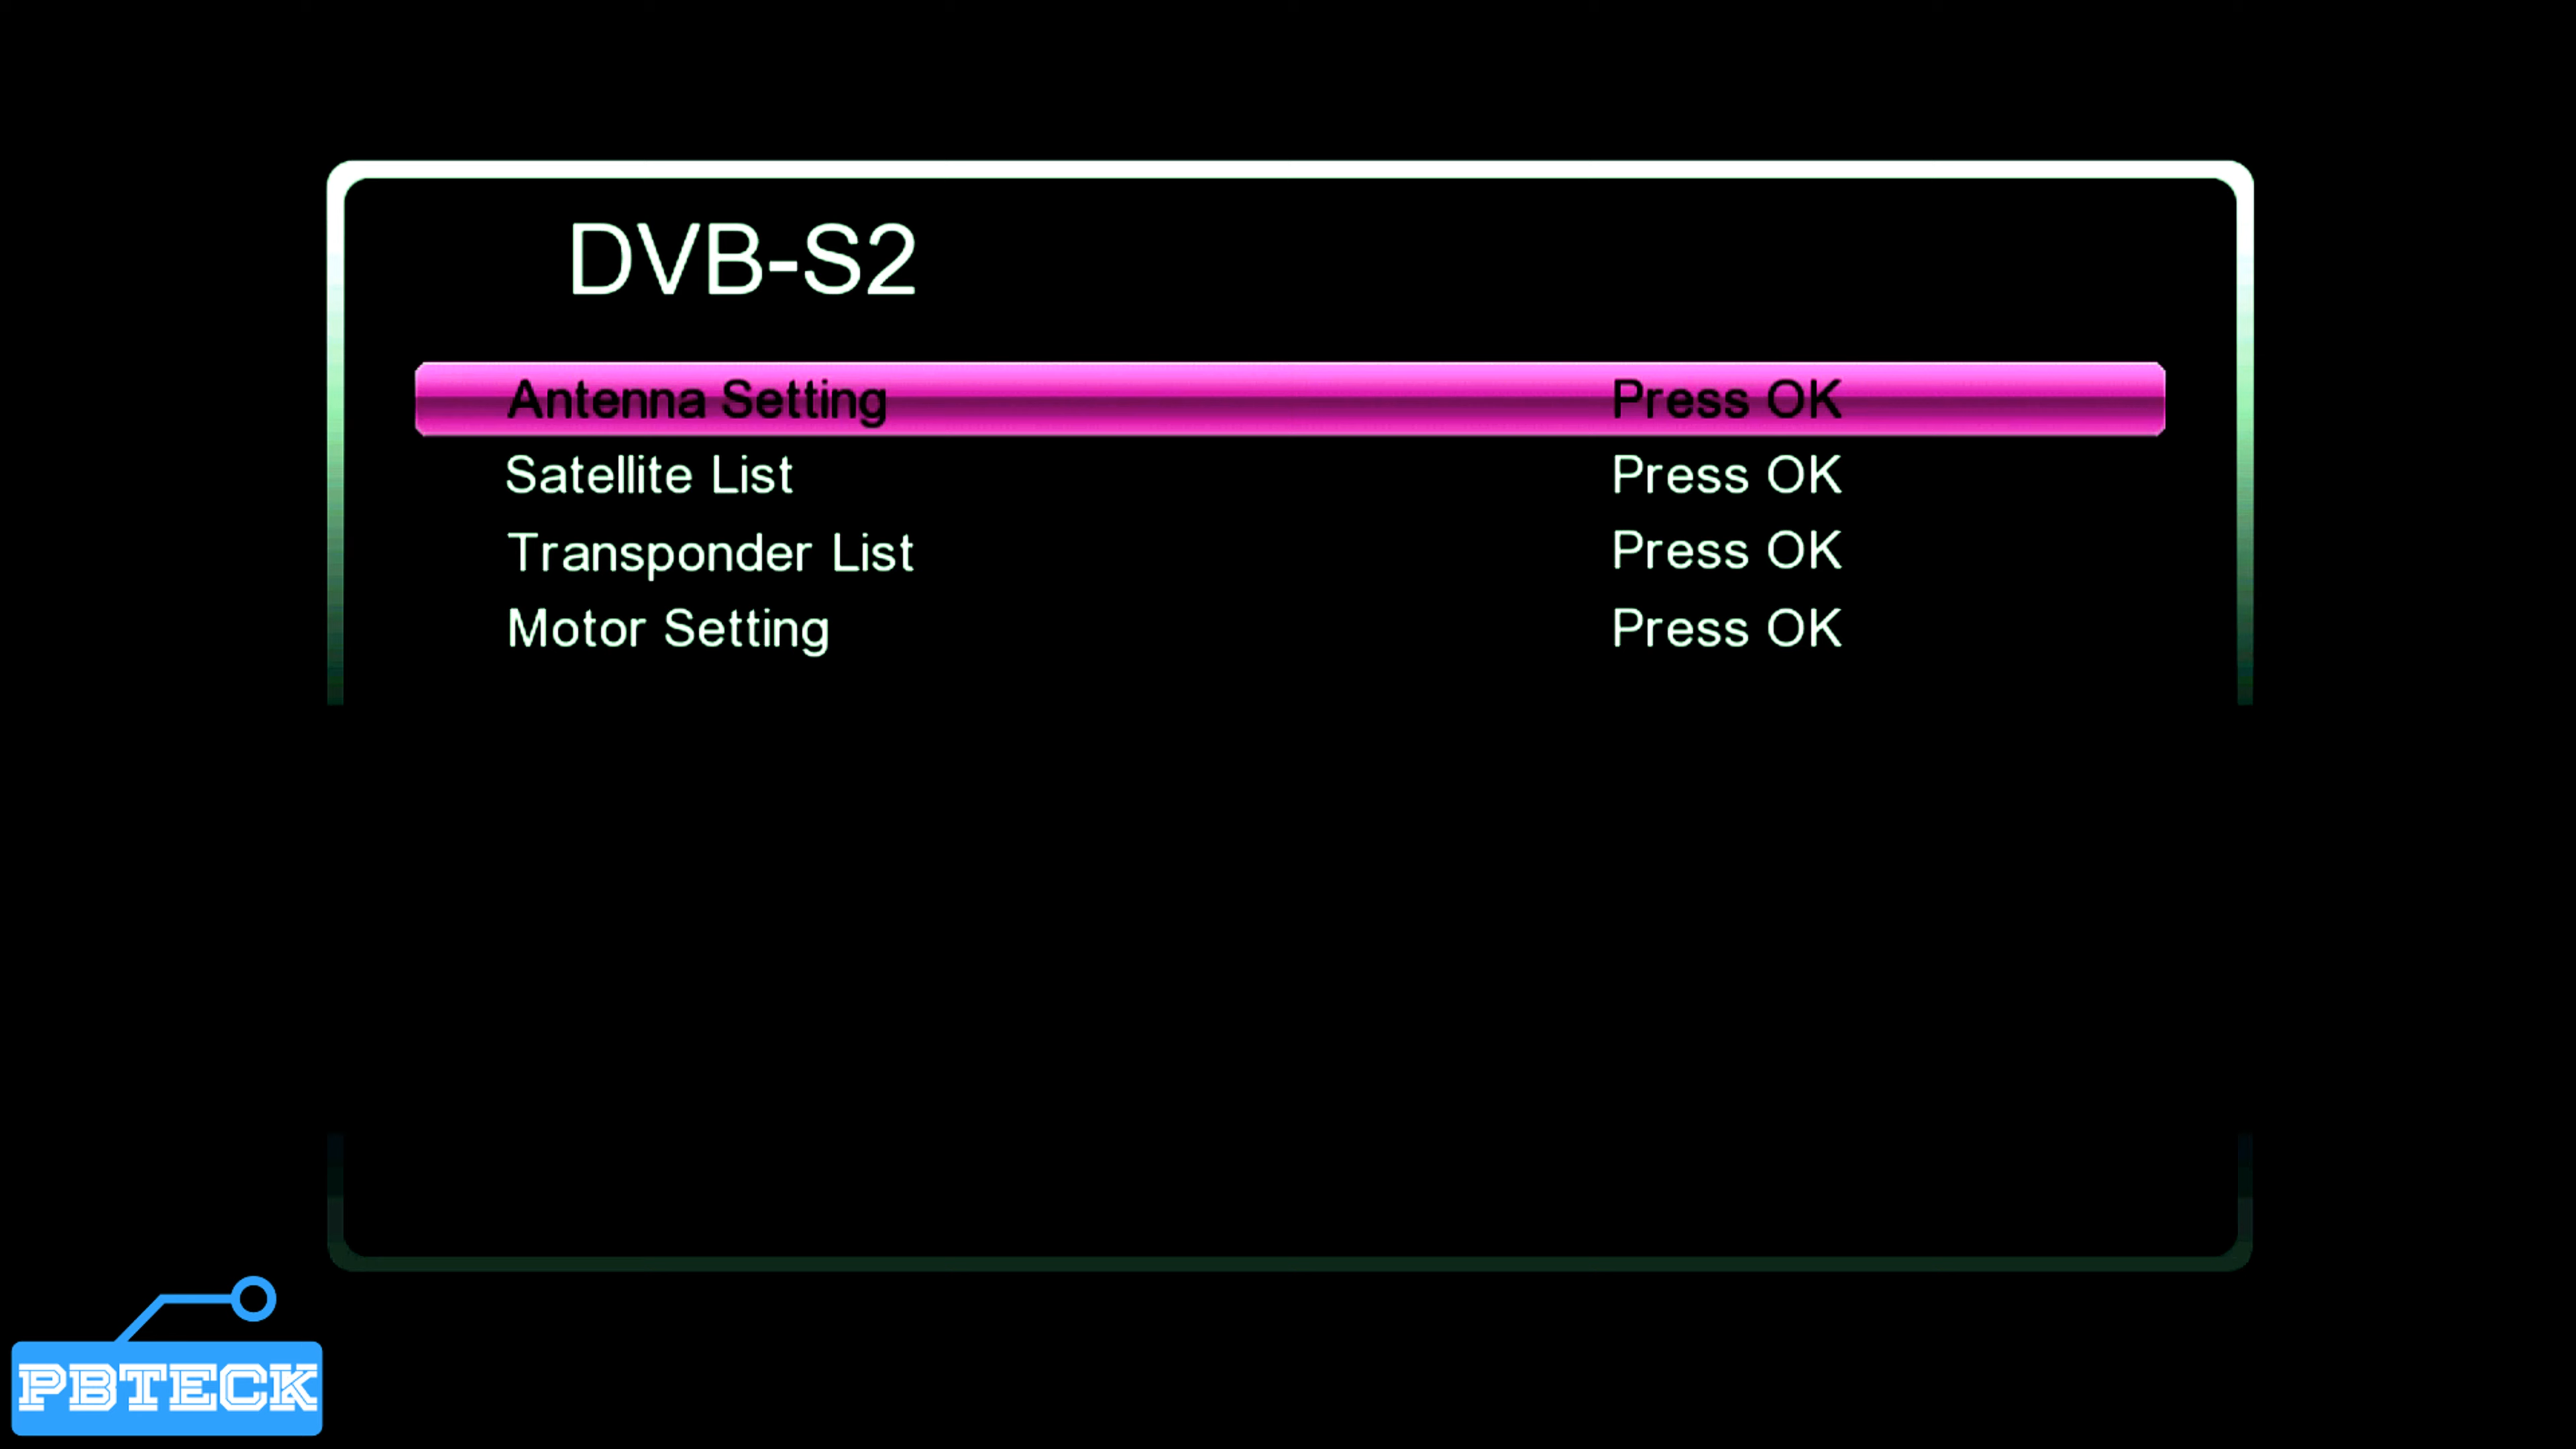 DVB-S2
Antenna Setting Press OK
Satellite List Press OK
Transponder List Press OK
Motor Setting Press OK
PBTECK